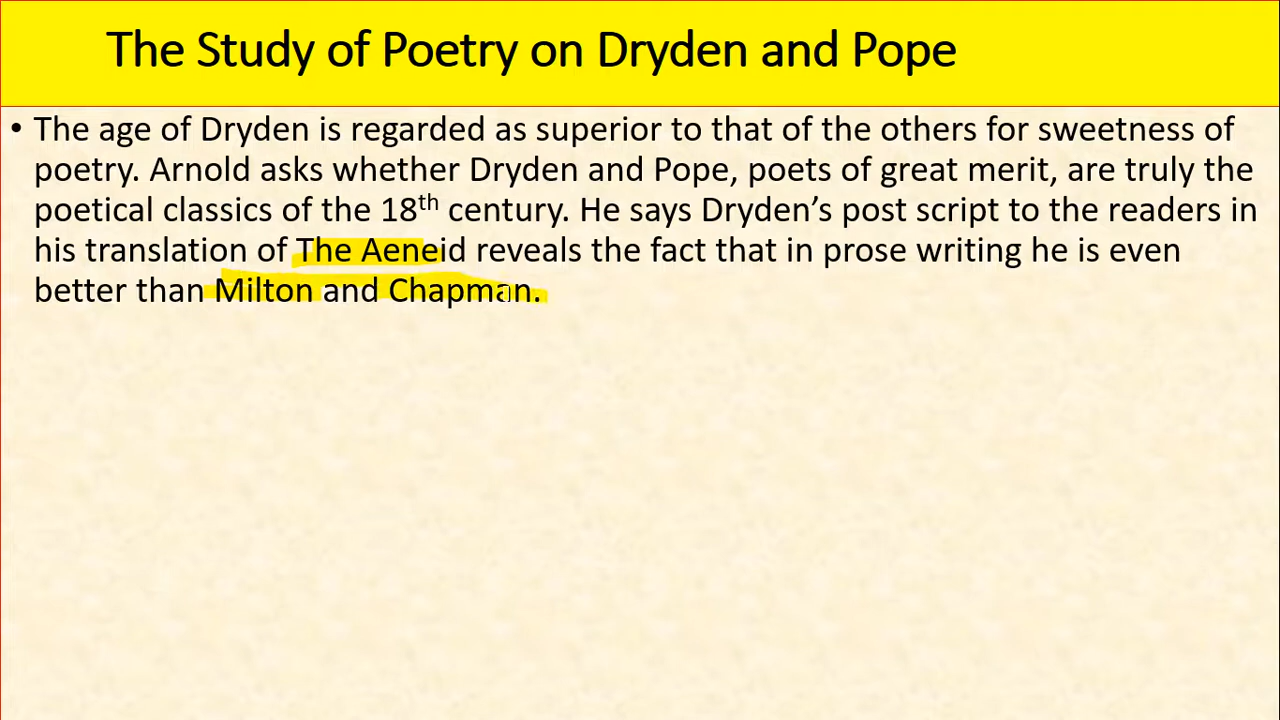 The Study of Poetry on Dryden and Pope
• The age of Dryden is regarded as superior to that of the others for sweetness of
poetry. Arnold asks whether Dryden and Pope, poets of great merit, are truly the
poetical classics of the 18th century. He says Dryden’s post script to the readers in
his translation of The Aeneid reveals the fact that in prose writing he is even
better than Milton and Chapman.